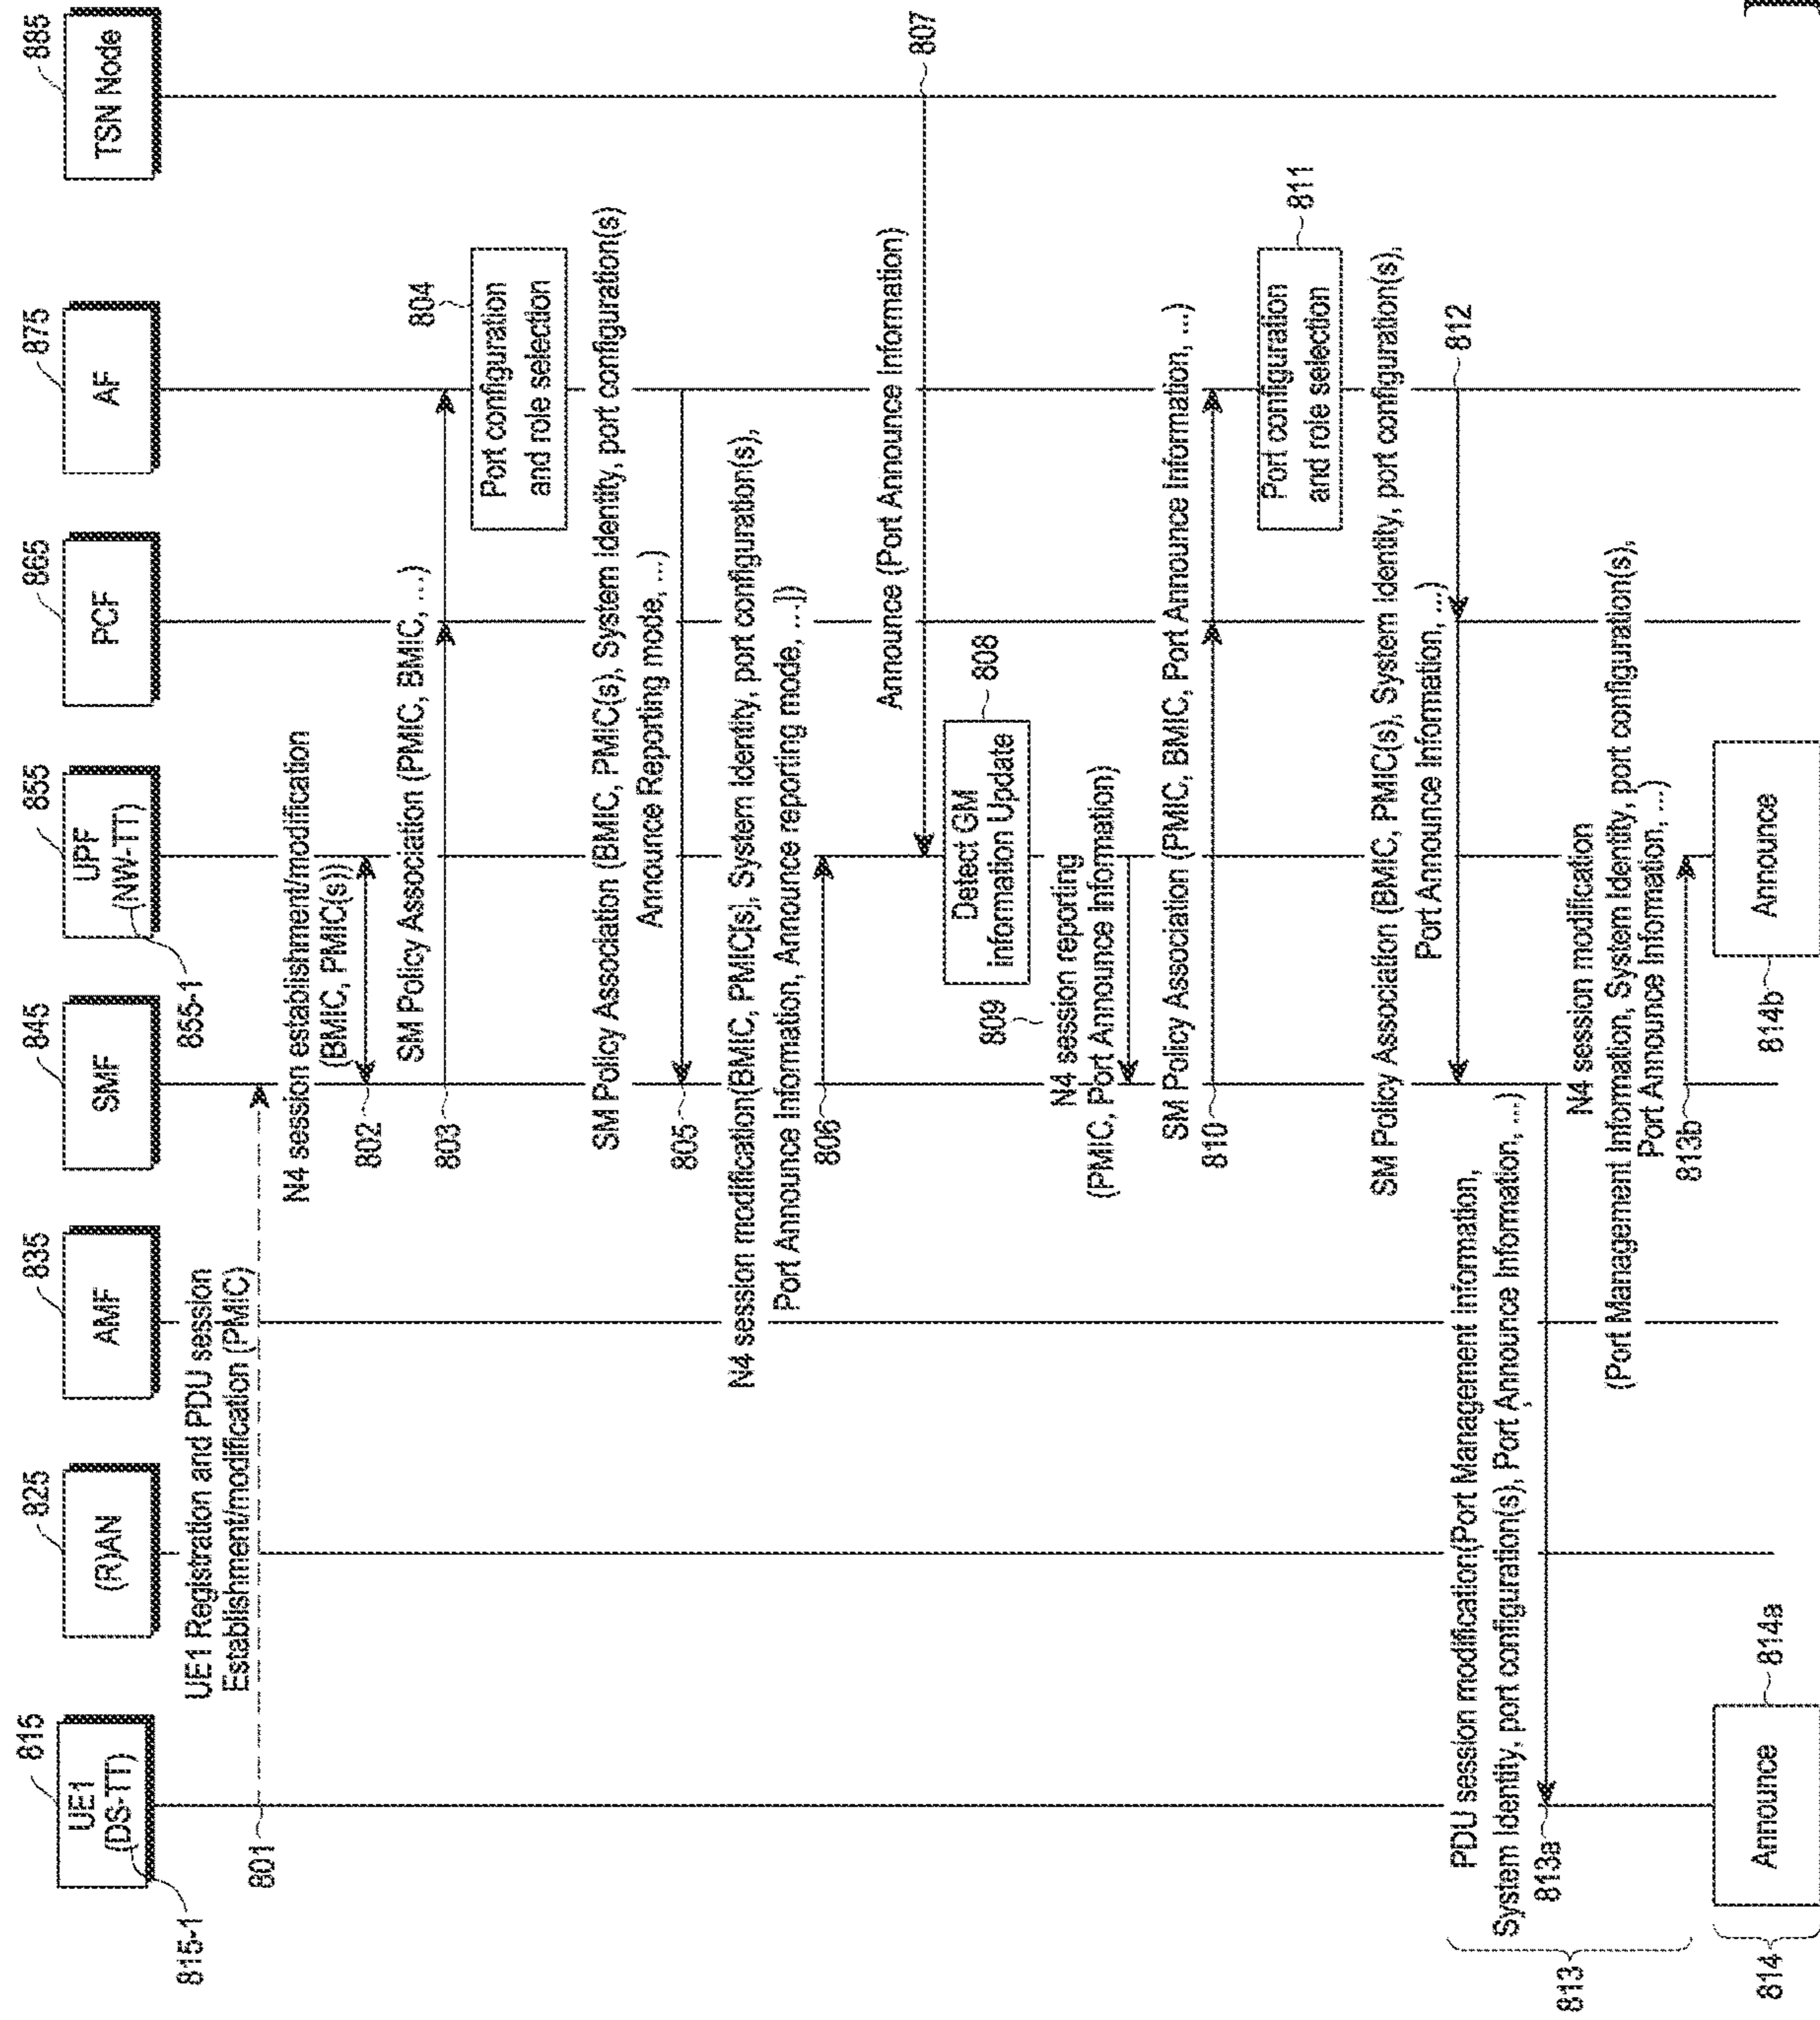 815
UE1
(DS-TT)
815-1
825
(R)AN
835
AMF
845
SMF
855
UPF
(NW-TT)
855-1
865
PCF
875
AF
885
TSN Node
UE1 Registration and PDU session
Establishment/modification (PMIC)
801
N4 session establishment/modification
(BMIC, PMIC(s))
802
SM Policy Association (PMIC, BMIC, ...)
803
804
Port configuration
and role selection
SM Policy Association (BMIC, PMIC(s), System Identity, port configuration(s)
Announce Reporting mode, ...)
805
N4 session modification(BMIC, PMIC[s], System Identity, port configuration(s),
Port Announce Information, Announce reporting mode, ...])
806
Announce (Port Announce Information)
807
808
Detect GM
information Update
809
N4 session reporting
(PMIC, Port Announce Information)
SM Policy Association (PMIC, BMIC, Port Announce Information, ...)
810
811
Port configuration
and role selection
SM Policy Association (BMIC, PMIC(s), System Identity, port configuration(s),
Port Announce Information, ...)
812
PDU session modification(Port Management Information,
System Identity, port configuration(s), Port Announce Information, ...)
813a
N4 session modification
(Port Management Information, System Identity, port configuration(s),
Port Announce Information, ...)
813b
813
Announce
814a
Announce
814b
814